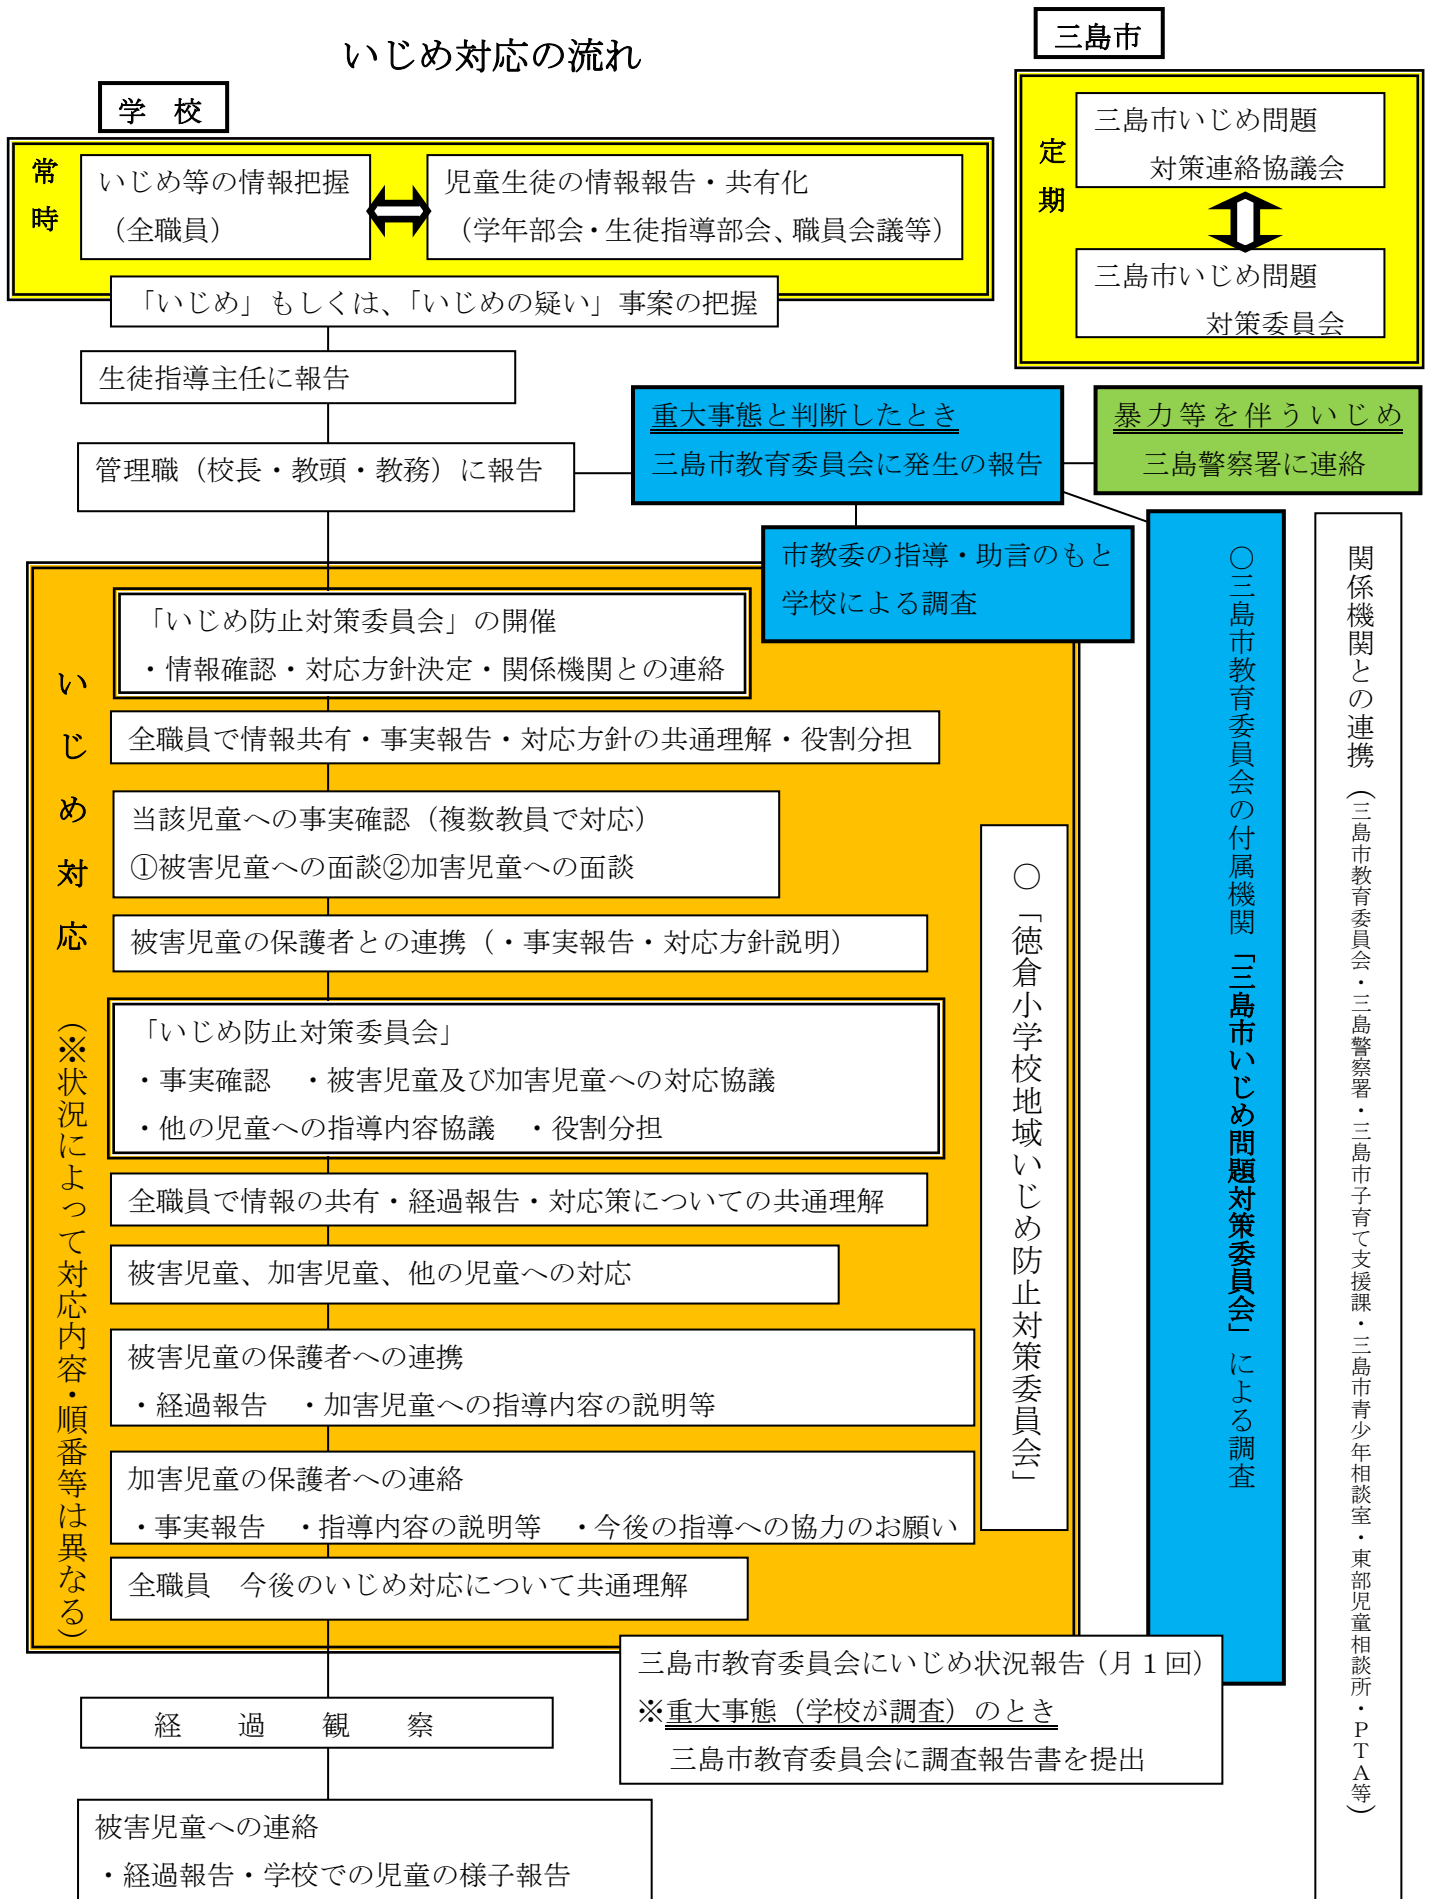 いじめ対応の流れ
三島市
学　校
常時
いじめ等の情報把握
（全職員）
児童生徒の情報報告・共有化
（学年部会・生徒指導部会、職員会議等）
定期
三島市いじめ問題
対策連絡協議会
三島市いじめ問題
対策委員会
「いじめ」もしくは、「いじめの疑い」事案の把握
生徒指導主任に報告
管理職（校長・教頭・教務）に報告
重大事態と判断したとき
三島市教育委員会に発生の報告
暴力等を伴ういじめ
三島警察署に連絡
市教委の指導・助言のもと
学校による調査
いじめ対応
（※状況によって対応内容・順番等は異なる）
「いじめ防止対策委員会」の開催
・情報確認・対応方針決定・関係機関との連絡
全職員で情報共有・事実報告・対応方針の共通理解・役割分担
当該児童への事実確認（複数教員で対応）
①被害児童への面談②加害児童への面談
被害児童の保護者との連携（・事実報告・対応方針説明）
「いじめ防止対策委員会」
・事実確認　・被害児童及び加害児童への対応協議
・他の児童への指導内容協議　・役割分担
全職員で情報の共有・経過報告・対応策についての共通理解
被害児童、加害児童、他の児童への対応
被害児童の保護者への連携
・経過報告　・加害児童への指導内容の説明等
加害児童の保護者への連絡
・事実報告　・指導内容の説明等　・今後の指導への協力のお願い
全職員　今後のいじめ対応について共通理解
○「徳倉小学校地域いじめ防止対策委員会」
○三島市教育委員会の付属機関「三島市いじめ問題対策委員会」による調査
関係機関との連携（三島市教育委員会・三島警察署・三島市子育て支援課・三島市青少年相談室・東部児童相談所・ＰＴＡ等）
三島市教育委員会にいじめ状況報告（月１回）
※重大事態（学校が調査）のとき
三島市教育委員会に調査報告書を提出
経　過　観　察
被害児童への連絡
・経過報告・学校での児童の様子報告